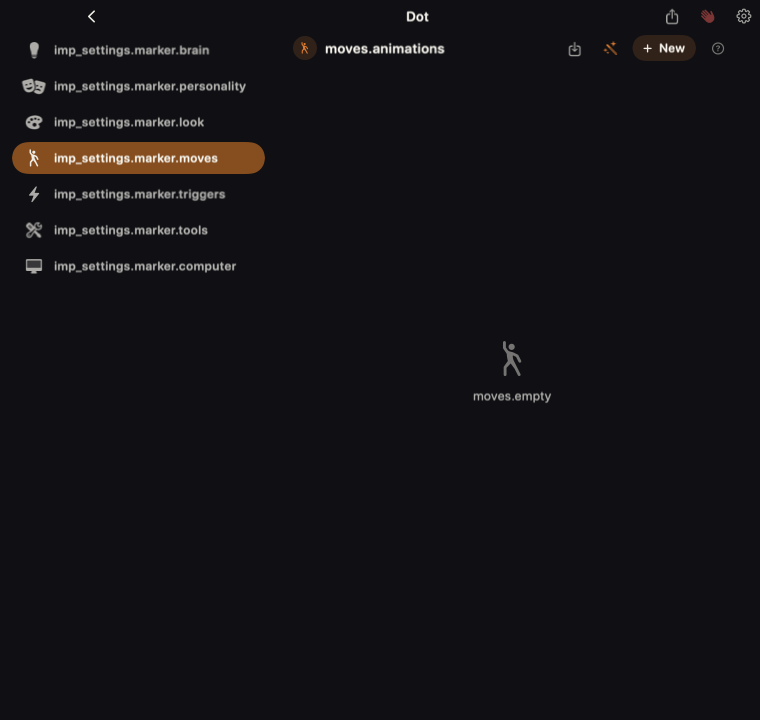 Dot
imp_settings.marker.brain
imp_settings.marker.personality
imp_settings.marker.look
imp_settings.marker.moves
imp_settings.marker.triggers
imp_settings.marker.tools
imp_settings.marker.computer
moves.animations
+ New
moves.empty